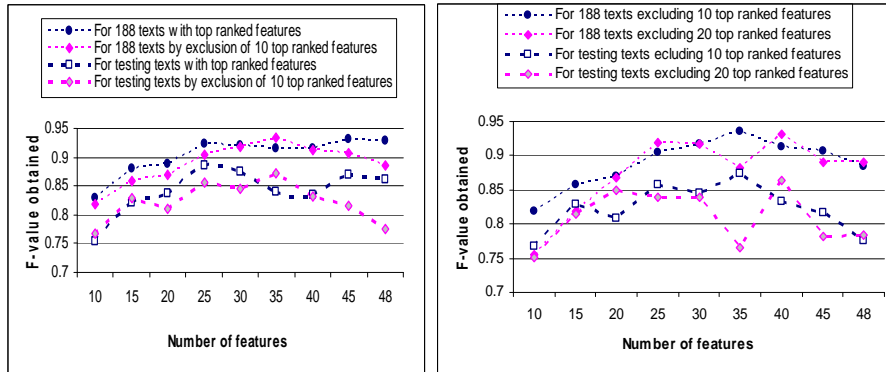 For 188 texts with top ranked features
For 188 texts by exclusion of 10 top ranked features
For testing texts with top ranked features
For testing texts by exclusion of 10 top ranked features
0.95
0.9
0.85
0.8
0.75
0.7
F-value obtained
10 15 20 25 30 35 40 45 48
Number of features
For 188 texts excluding 10 top ranked features
For 188 texts excluding 20 top ranked features
For testing texts ecluding 10 top ranked features
For testing texts excluding 20 top ranked features
0.95
0.9
0.85
0.8
0.75
0.7
F-value obtained
10 15 20 25 30 35 40 45 48
Number of features